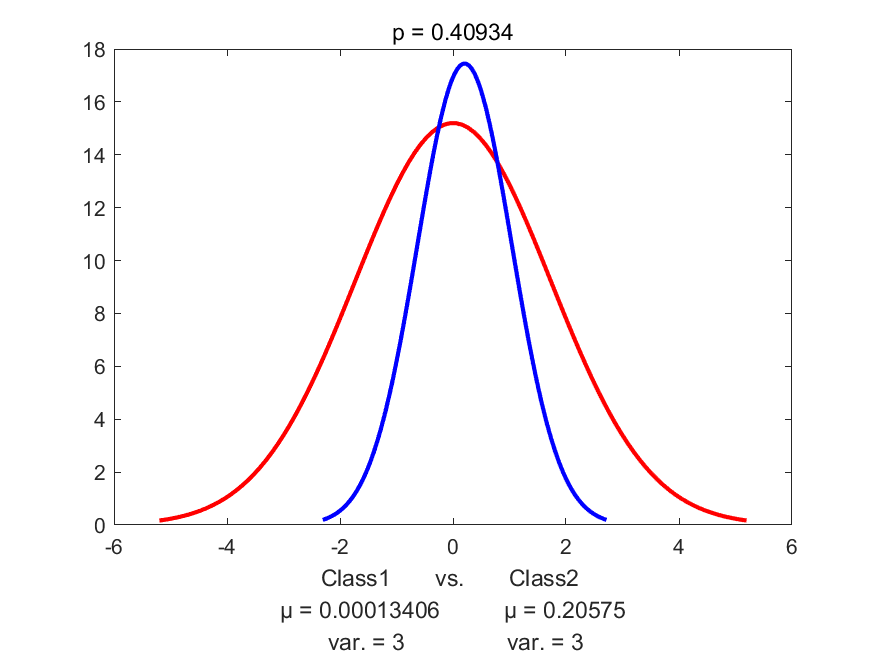 p = 0.40934
18
16
14
12
10
8
6
4
2
0
-6 -4 -2 0 2 4 6
Class1 vs. Class2
μ = 0.00013406 μ = 0.20575
var. = 3 var. = 3